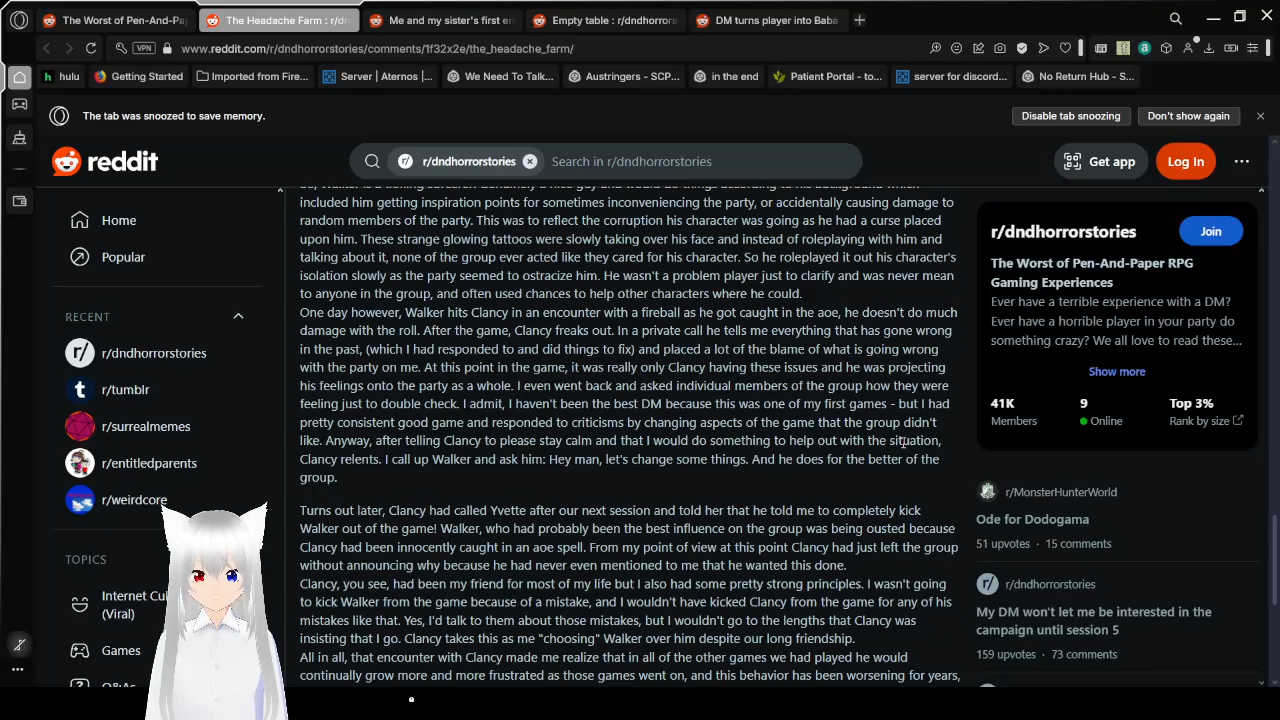 The Worst of Pen-And-Pa
The Headache Farm : r/dn
Me and my sister's first en
Empty table : r/dndhorrors
DM turns player into Baba
VPN
www.reddit.com/r/dndhorrorstories/comments/1f32x2e/the_headache_farm/
hulu
Getting Started
Imported from Fire...
Server | Aternos |...
We Need To Talk...
Austringers - SCP...
in the end
Patient Portal - to...
server for discord...
No Return Hub - S...
The tab was snoozed to save memory.
Disable tab snoozing
Don't show again
reddit
r/dndhorrorstories
Search in r/dndhorrorstories
Get app
Log In
Home
Popular
RECENT
r/dndhorrorstories
r/tumblr
r/surrealmemes
r/entitledparents
r/weirdcore
TOPICS
Internet Cu
(Viral)
Games
Q&As
included him getting inspiration points for sometimes inconveniencing the party, or accidentally causing damage to
random members of the party. This was to reflect the corruption his character was going as he had a curse placed
upon him. These strange glowing tattoos were slowly taking over his face and instead of roleplaying with him and
talking about it, none of the group ever acted like they cared for his character. So he roleplayed it out his character's
isolation slowly as the party seemed to ostracize him. He wasn't a problem player just to clarify and was never mean
to anyone in the group, and often used chances to help other characters where he could.
One day however, Walker hits Clancy in an encounter with a fireball as he got caught in the aoe, he doesn't do much
damage with the roll. After the game, Clancy freaks out. In a private call he tells me everything that has gone wrong
in the past, (which I had responded to and did things to fix) and placed a lot of the blame of what is going wrong
with the party on me. At this point in the game, it was really only Clancy having these issues and he was projecting
his feelings onto the party as a whole. I even went back and asked individual members of the group how they were
feeling just to double check. I admit, I haven't been the best DM because this was one of my first games - but I had
pretty consistent good game and responded to criticisms by changing aspects of the game that the group didn't
like. Anyway, after telling Clancy to please stay calm and that I would do something to help out with the situation,
Clancy relents. I call up Walker and ask him: Hey man, let's change some things. And he does for the better of the
group.
Turns out later, Clancy had called Yvette after our next session and told her that he told me to completely kick
Walker out of the game! Walker, who had probably been the best influence on the group was being ousted because
Clancy had been innocently caught in an aoe spell. From my point of view at this point Clancy had just left the group
without announcing why because he had never even mentioned to me that he wanted this done.
Clancy, you see, had been my friend for most of my life but I also had some pretty strong principles. I wasn't going
to kick Walker from the game because of a mistake, and I wouldn't have kicked Clancy from the game for any of his
mistakes like that. Yes, I'd talk to them about those mistakes, but I wouldn't go to the lengths that Clancy was
insisting that I go. Clancy takes this as me "choosing" Walker over him despite our long friendship.
All in all, that encounter with Clancy made me realize that in all of the other games we had played he would
continually grow more and more frustrated as those games went on, and this behavior has been worsening for years,
r/dndhorrorstories
Join
The Worst of Pen-And-Paper RPG
Gaming Experiences
Ever have a terrible experience with a DM?
Ever have a horrible player in your party do
something crazy? We all love to read these...
Show more
41K
Members
9
Online
Top 3%
Rank by size
r/MonsterHunterWorld
Ode for Dodogama
51 upvotes · 15 comments
r/dndhorrorstories
My DM won't let me be interested in the
campaign until session 5
159 upvotes · 73 comments